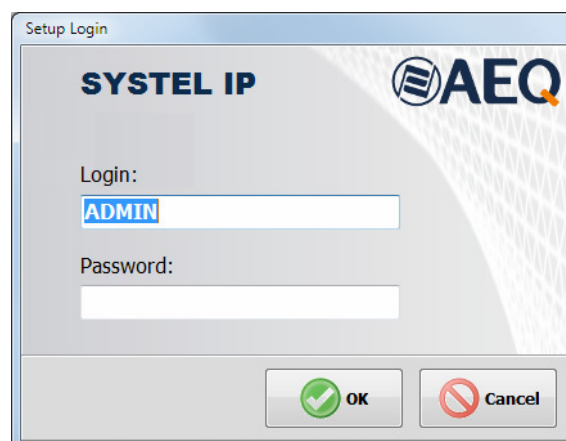 Setup Login
SYSTEL IP AEQ
Login:
ADMIN
Password:
OK Cancel